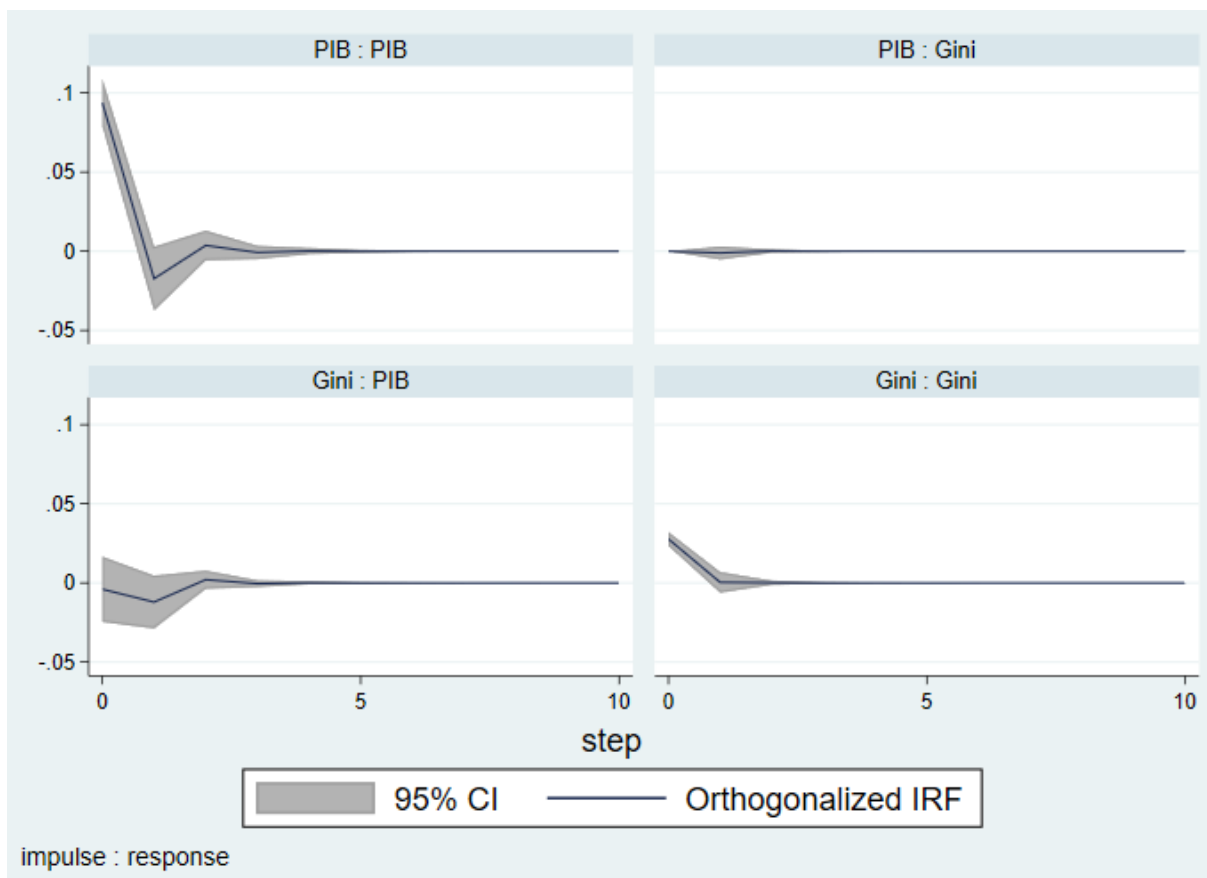 PIB : PIB
PIB : Gini
.1
.05
0
-.05
Gini : PIB
Gini : Gini
.1
.05
0
-.05
0 5 10
0 5 10
step
95% CI
Orthogonalized IRF
impulse : response